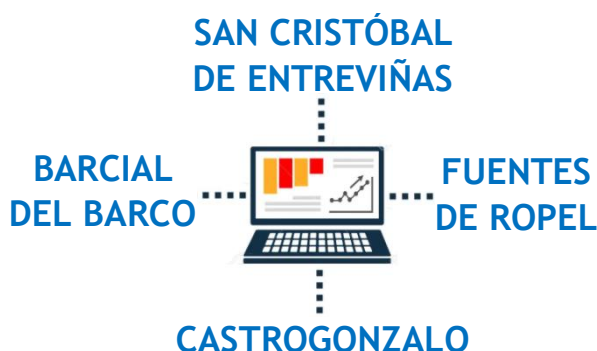 SAN CRISTÓBAL
DE ENTREVIÑAS
BARCIAL
DEL BARCO
FUENTES
DE ROPEL
CASTROGONZALO